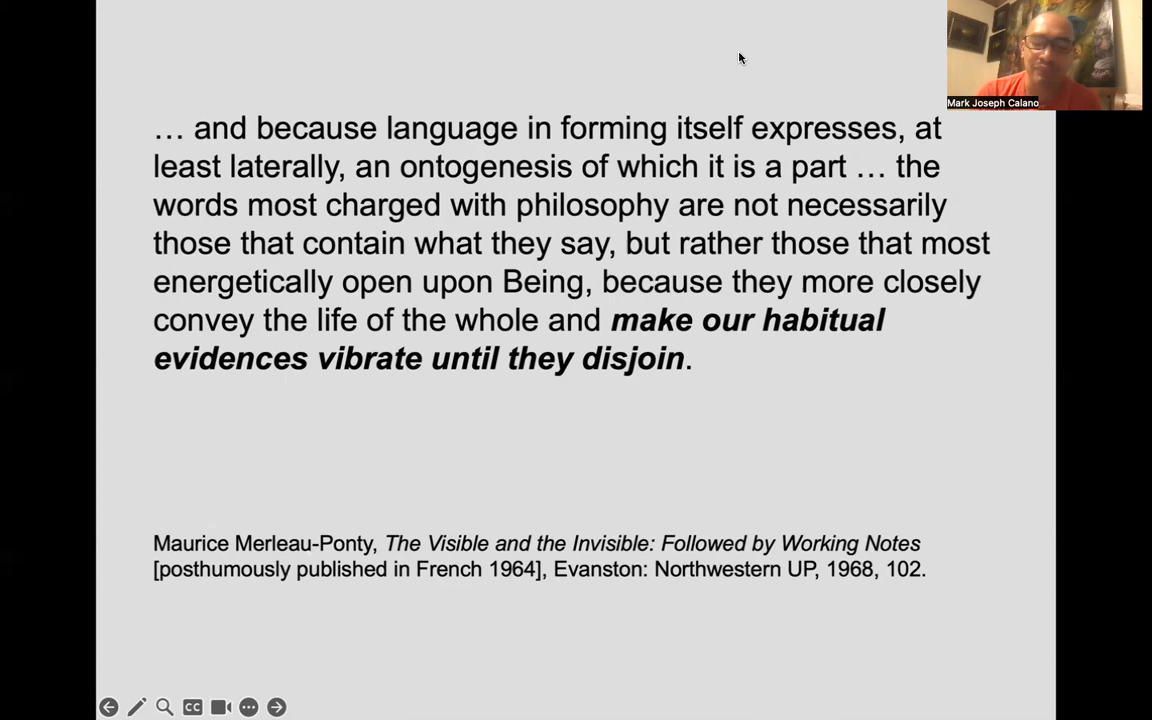 Mark Joseph Calano
… and because language in forming itself expresses, at
least laterally, an ontogenesis of which it is a part … the
words most charged with philosophy are not necessarily
those that contain what they say, but rather those that most
energetically open upon Being, because they more closely
convey the life of the whole and make our habitual
evidences vibrate until they disjoin.
Maurice Merleau-Ponty, The Visible and the Invisible: Followed by Working Notes
[posthumously published in French 1964], Evanston: Northwestern UP, 1968, 102.
CC